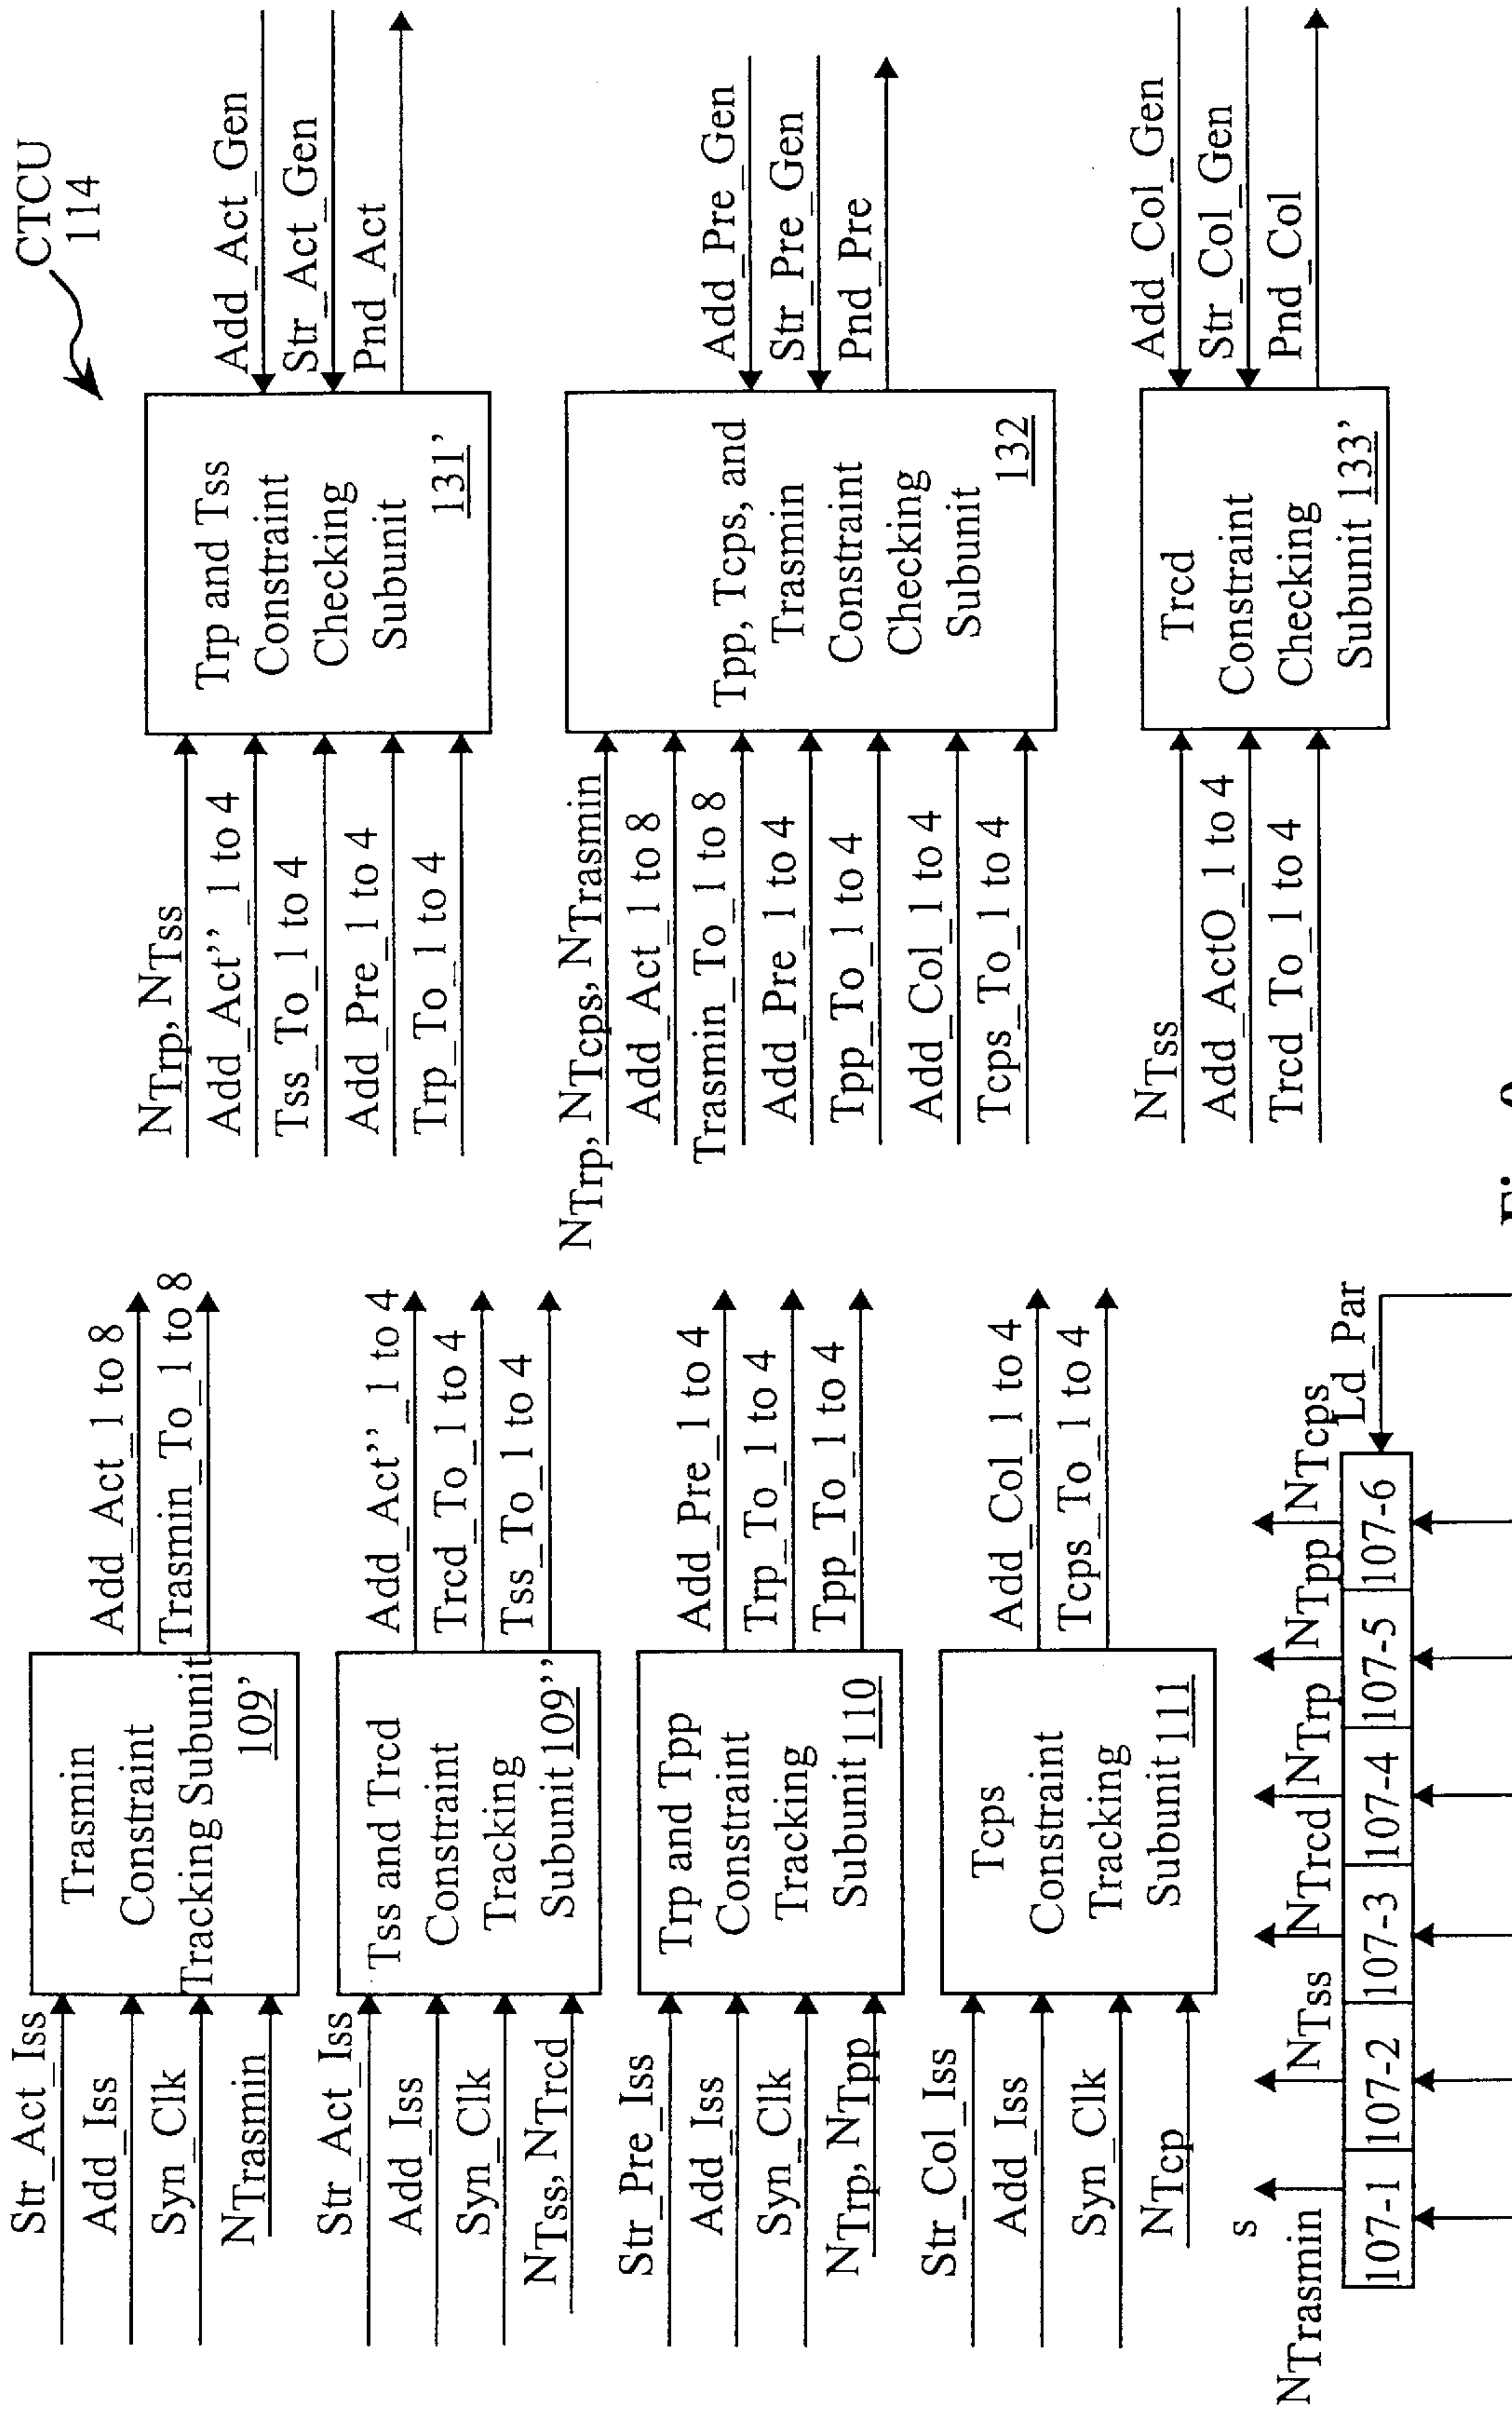 CTCU
114
Str_Act_Iss
Add_Iss
Syn_Clk
NTrasmin
Trasmin
Constraint
Tracking Subunit
109’
Add_Act_1 to 8
Trasmin_To_1 to 8
Str_Act_Iss
Add_Iss
Syn_Clk
NTss, NTrcd
Tss and Trcd
Constraint
Tracking
Subunit 109’’
Add_Act’’_1 to 4
Trcd_To_1 to 4
Tss_To_1 to 4
Str_Pre_Iss
Add_Iss
Syn_Clk
NTrp, NTpp
Trp and Tpp
Constraint
Tracking
Subunit 110
Add_Pre_1 to 4
Trp_To_1 to 4
Tpp_To_1 to 4
Str_Col_Iss
Add_Iss
Syn_Clk
NTcp
s
Tcps
Constraint
Tracking
Subunit 111
Add_Col_1 to 4
Tcps_To_1 to 4
NTrasmin
NTss
NTrcd
NTrp
NTpp
NTcps
Ld_Par
107-1
107-2
107-3
107-4
107-5
107-6
NTrp, NTss
Add_Act’’_1 to 4
Tss_To_1 to 4
Add_Pre_1 to 4
Trp_To_1 to 4
Trp and Tss
Constraint
Checking
Subunit
131’
Add_Act_Gen
Str_Act_Gen
Pnd_Act
NTrp, NTcps, NTrasmin
Add_Act_1 to 8
Trasmin_To_1 to 8
Add_Pre_1 to 4
Tpp_To_1 to 4
Add_Col_1 to 4
Tcps_To_1 to 4
Tpp, Tcps, and
Trasmin
Constraint
Checking
Subunit
132
Add_Pre_Gen
Str_Pre_Gen
Pnd_Pre
NTss
Add_ActO_1 to 4
Trcd_To_1 to 4
Trcd
Constraint
Checking
Subunit 133’
Add_Col_Gen
Str_Col_Gen
Pnd_Col